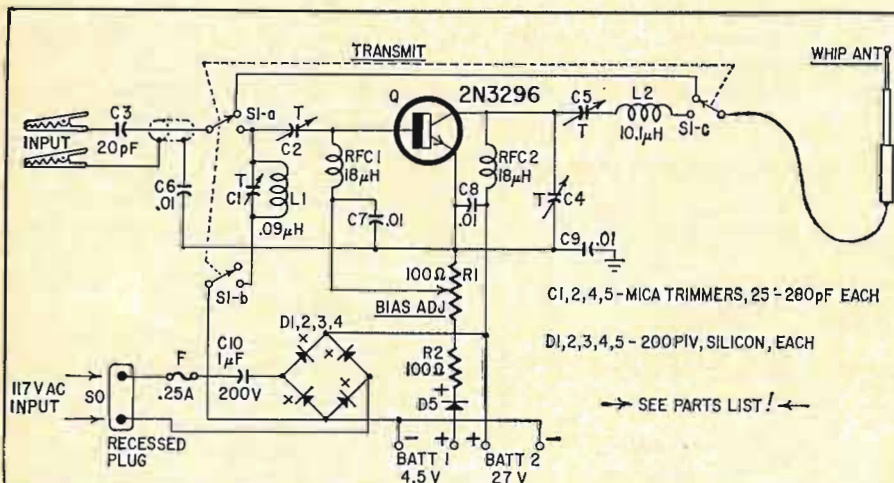 TRANSMIT
WHIP ANT
Q
2N3296
INPUT
C3
20pF
S1-a
T
C2
C5
T
L2
10.1µH
S1-c
C6
.01
T
C1
L1
.09µH
RFC1
18µH
C7
.01
C8
.01
RFC2
18µH
T
C4
C9
.01
S1-b
100Ω
R1
BIAS ADJ
C1,2,4,5-MICA TRIMMERS, 25-280pF EACH
D1,2,3,4
D1,2,3,4,5-200PIV, SILICON, EACH
R2
100Ω
C10
1µF
200V
F
.25A
117VAC
INPUT
SO
X
X
X
X
+
D5
SEE PARTS LIST!
RECESSED
PLUG
-
+
+
-
BATT 1
4.5V
BATT 2
27V